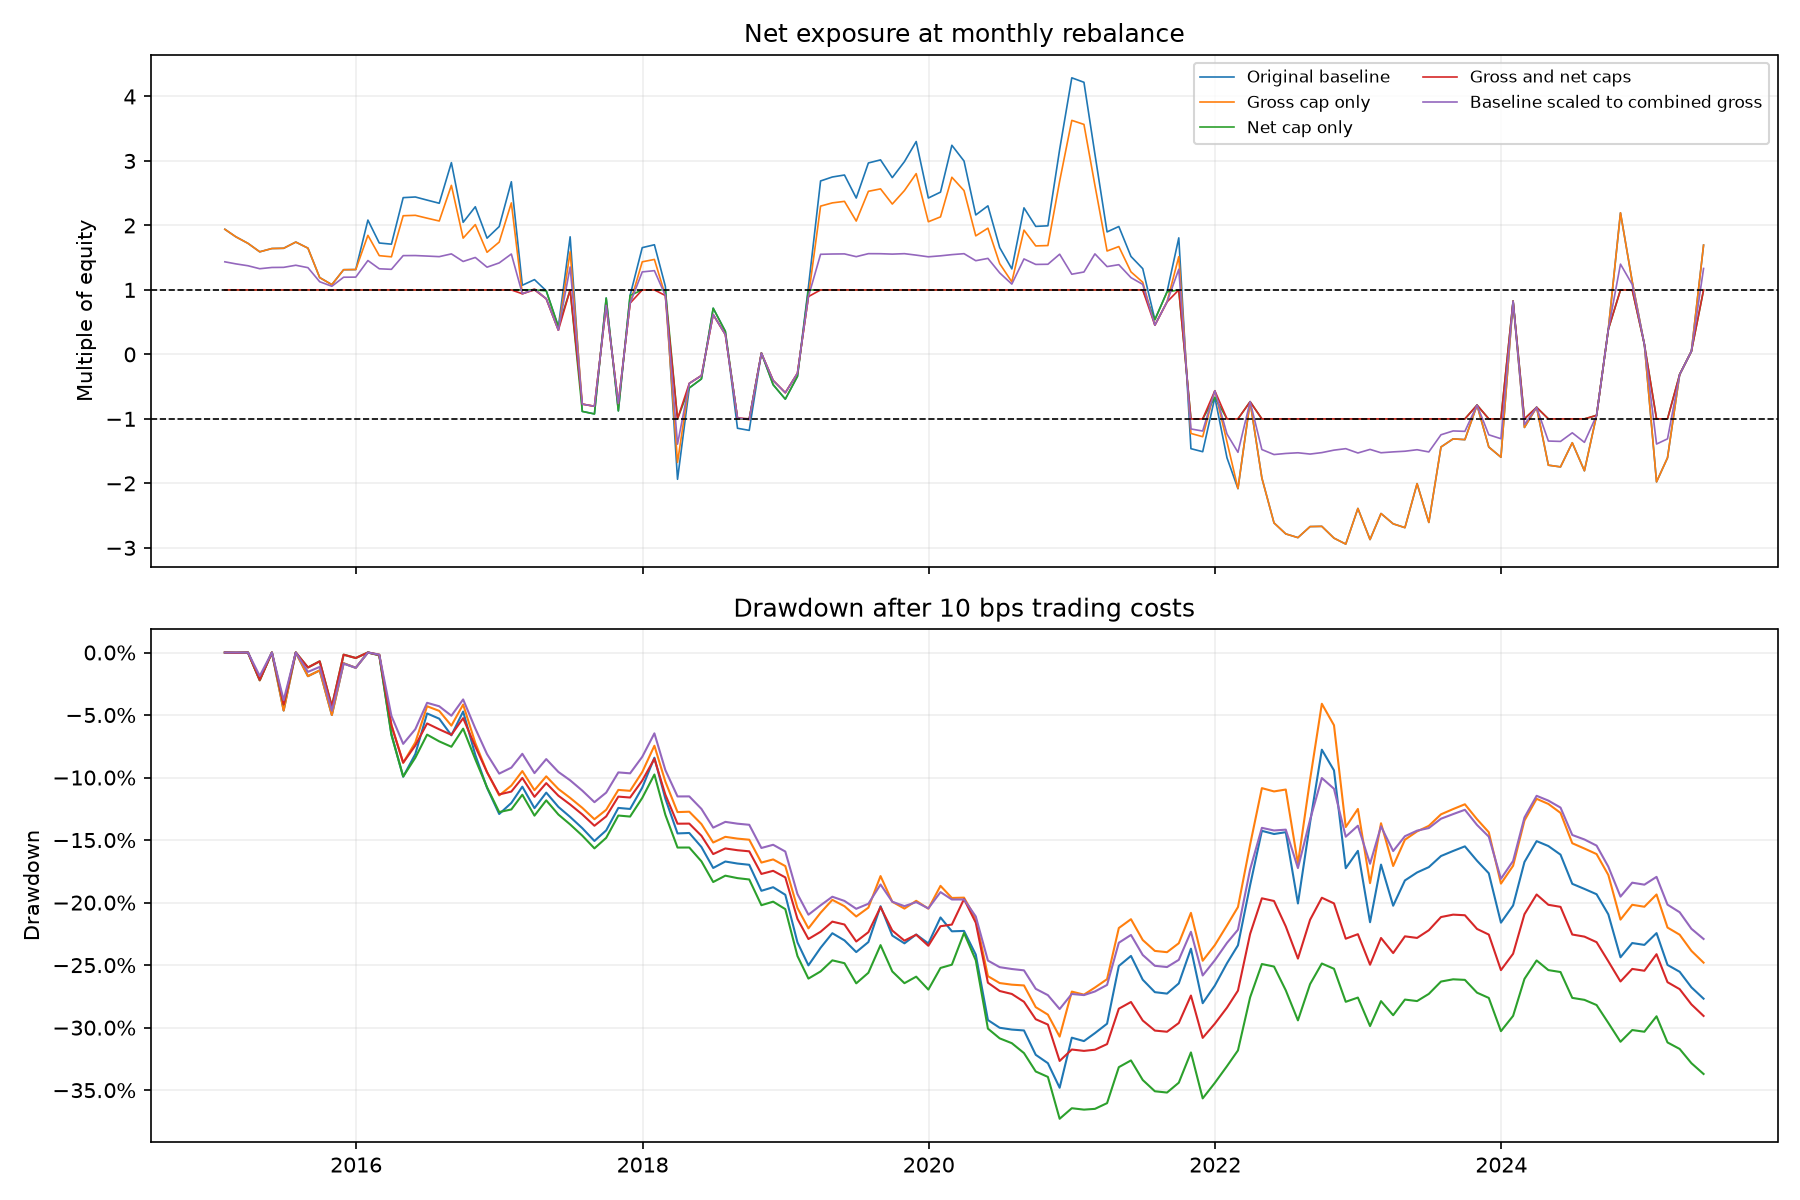 Net exposure at monthly rebalance
Original baseline
Gross cap only
Net cap only
Gross and net caps
Baseline scaled to combined gross
Multiple of equity
4
3
2
1
0
−1
−2
−3
Drawdown after 10 bps trading costs
Drawdown
0.0%
−5.0%
−10.0%
−15.0%
−20.0%
−25.0%
−30.0%
−35.0%
2016
2018
2020
2022
2024